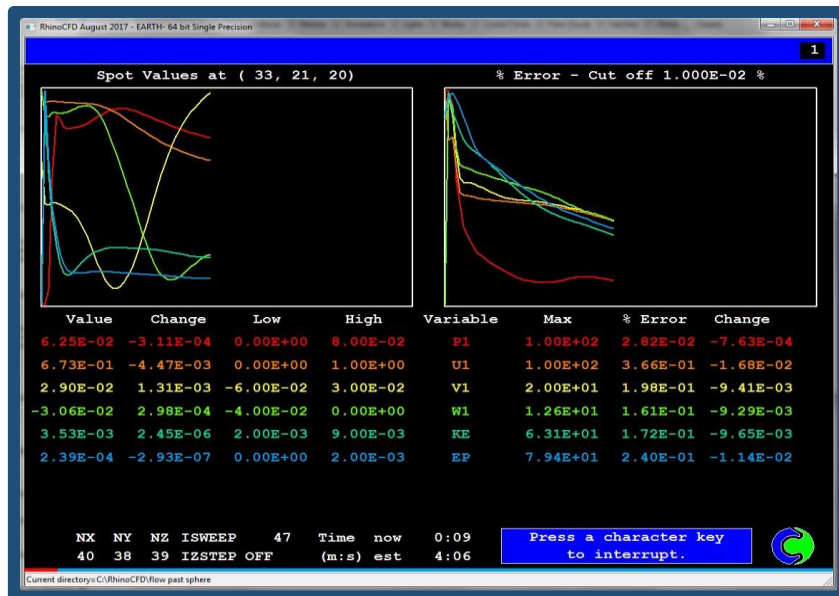 RhinoCFD August 2017 - EARTH- 64 bit Single Precision
1
Spot Values at ( 33, 21, 20)
% Error - Cut off 1.000E-02 %
Value Change Low High Variable Max % Error Change
6.25E-02 -3.11E-04 0.00E+00 8.00E-02 P1 1.00E+02 2.82E-02 -7.63E-04
6.73E-01 -4.47E-03 0.00E+00 1.00E+00 U1 1.00E+02 3.66E-01 -1.68E-02
2.90E-02 1.31E-03 -6.00E-02 3.00E-02 V1 2.00E+01 1.98E-01 -9.41E-03
-3.06E-02 2.98E-04 -4.00E-02 0.00E+00 W1 1.26E+01 1.61E-01 -9.29E-03
3.53E-03 2.45E-06 2.00E-03 9.00E-03 KE 6.31E+01 1.72E-01 -9.65E-03
2.39E-04 -2.93E-07 0.00E+00 2.00E-03 EP 7.94E+01 2.40E-01 -1.14E-02
NX NY NZ ISWEEP 47 Time now 0:09
40 38 39 IZSTEP OFF (m:s) est 4:06
Press a character key
to interrupt.
Current directory=C:\RhinoCFD\flow past sphere